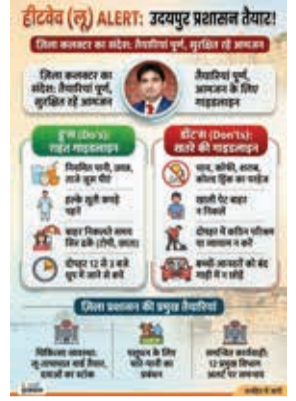 हीटवेव (लू) ALERT: उदयपुर प्रशासन तैयार!
ज़िला कलक्टर का संदेश: तैयारियां पूर्ण, सुरक्षित रहें आमजन
ज़िला कलक्टर का
संदेश: तैयारियां पूर्ण,
सुरक्षित रहें आमजन
तैयारियां पूर्ण,
आमजन के लिए
गाइडलाइन
डू'स (Do's):
राहत गाइडलाइन
नियमित पानी, छाछ,
ताजे जूस पीएं
हल्के सूती कपड़े
पहनें
बाहर निकलते समय
सिर ढकें (टोपी, छाता)
दोपहर 12 से 3 बजे
धूप में जाने से बचें
डोंट'स (Don'ts):
खतरे की गाइडलाइन
चाय, कॉफी, शराब,
कोल्ड ड्रिंक का परहेज
खाली पेट बाहर
न निकलें
दोपहर में कठिन परिश्रम
या व्यायाम न करें
बच्चों-जानवरों को बंद
गाड़ी में न छोड़ें
ज़िला प्रशासन की प्रमुख तैयारियां
चिकित्सा व्यवस्था:
लू-तापघात वार्ड तैयार,
दवाओं का स्टॉक
पशुधन के लिए
चारा-पानी का
प्रबंधन
समन्वित कार्यवाही:
12 प्रमुख विभाग
अलर्ट पर